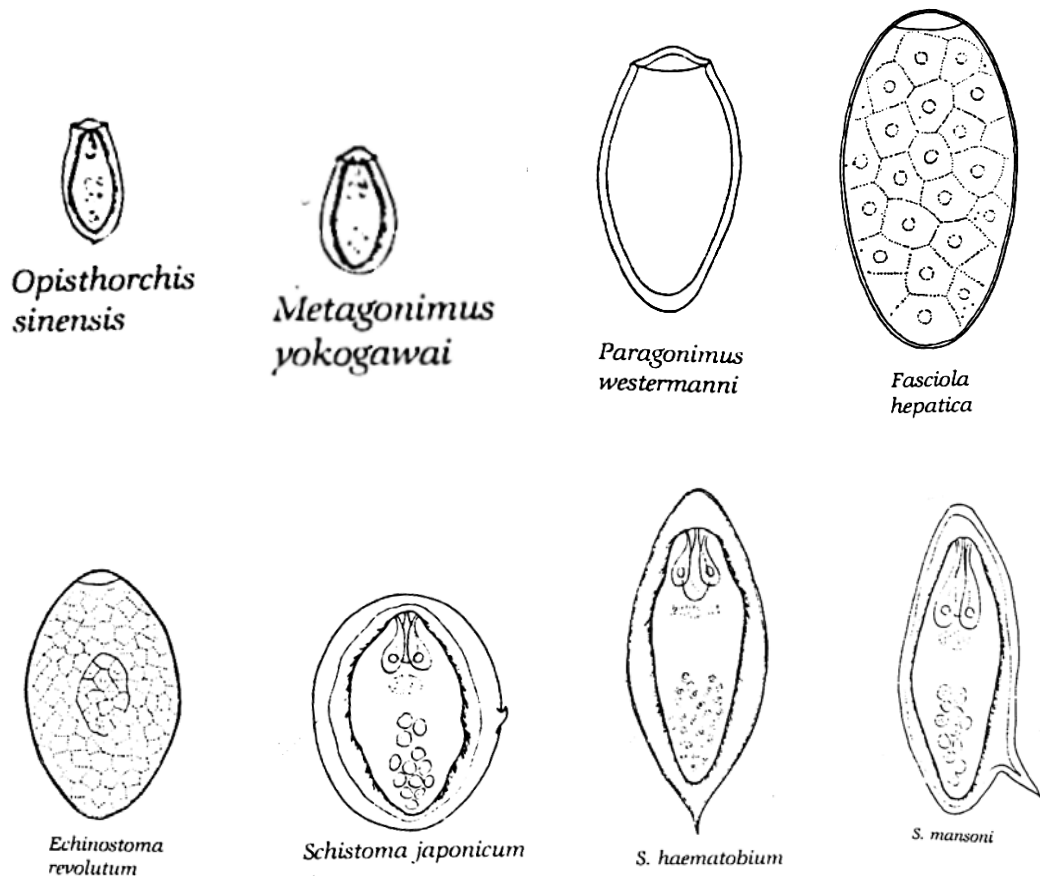 Opisthorchis
sinensis
Metagonimus
yokogawai
Paragonimus
westermanni
Fasciola
hepatica
Echinostoma
revolutum
Schistoma japonicum
S. haematobium
S. mansoni